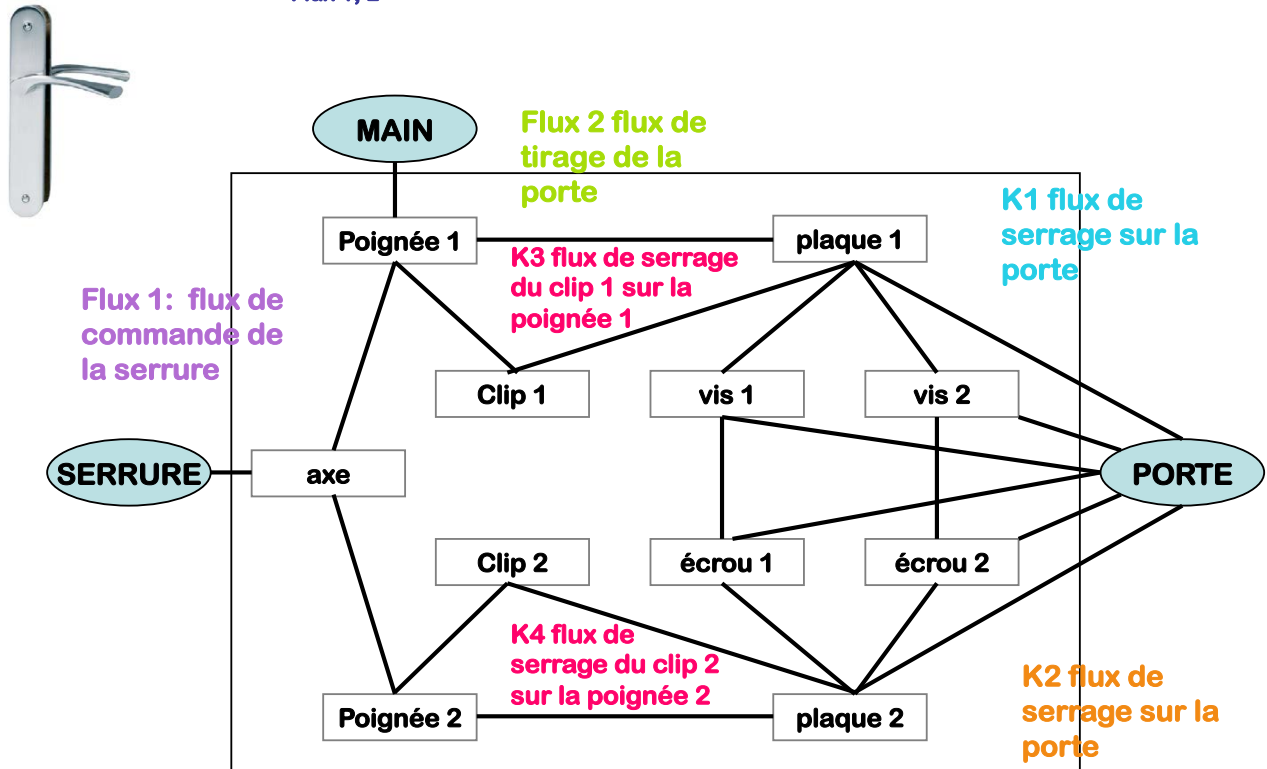 MAIN
Flux 2 flux de
tirage de la
porte
K1 flux de
serrage sur la
porte
Poignée 1
plaque 1
K3 flux de serrage
du clip 1 sur la
poignée 1
Flux 1: flux de
commande de
la serrure
Clip 1
vis 1
vis 2
SERRURE
axe
PORTE
Clip 2
écrou 1
écrou 2
K4 flux de
serrage du clip 2
sur la poignée 2
K2 flux de
serrage sur la
porte
Poignée 2
plaque 2